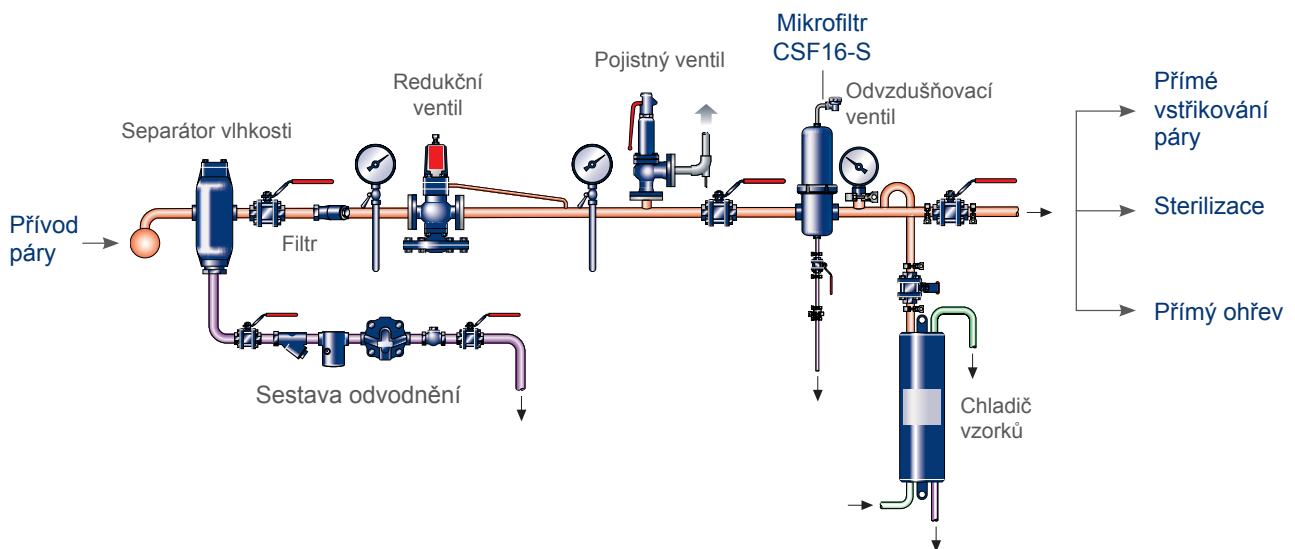 Mikrofiltr
CSF16-S
Pojistný ventil
Redukční
ventil
Odvzdušňovací
ventil
Separátor vlhkosti
Přímé
vstřikování
páry
Přívod
páry
Filtr
Sterilizace
Přímý ohřev
Sestava odvodnění
Chladič
vzorků